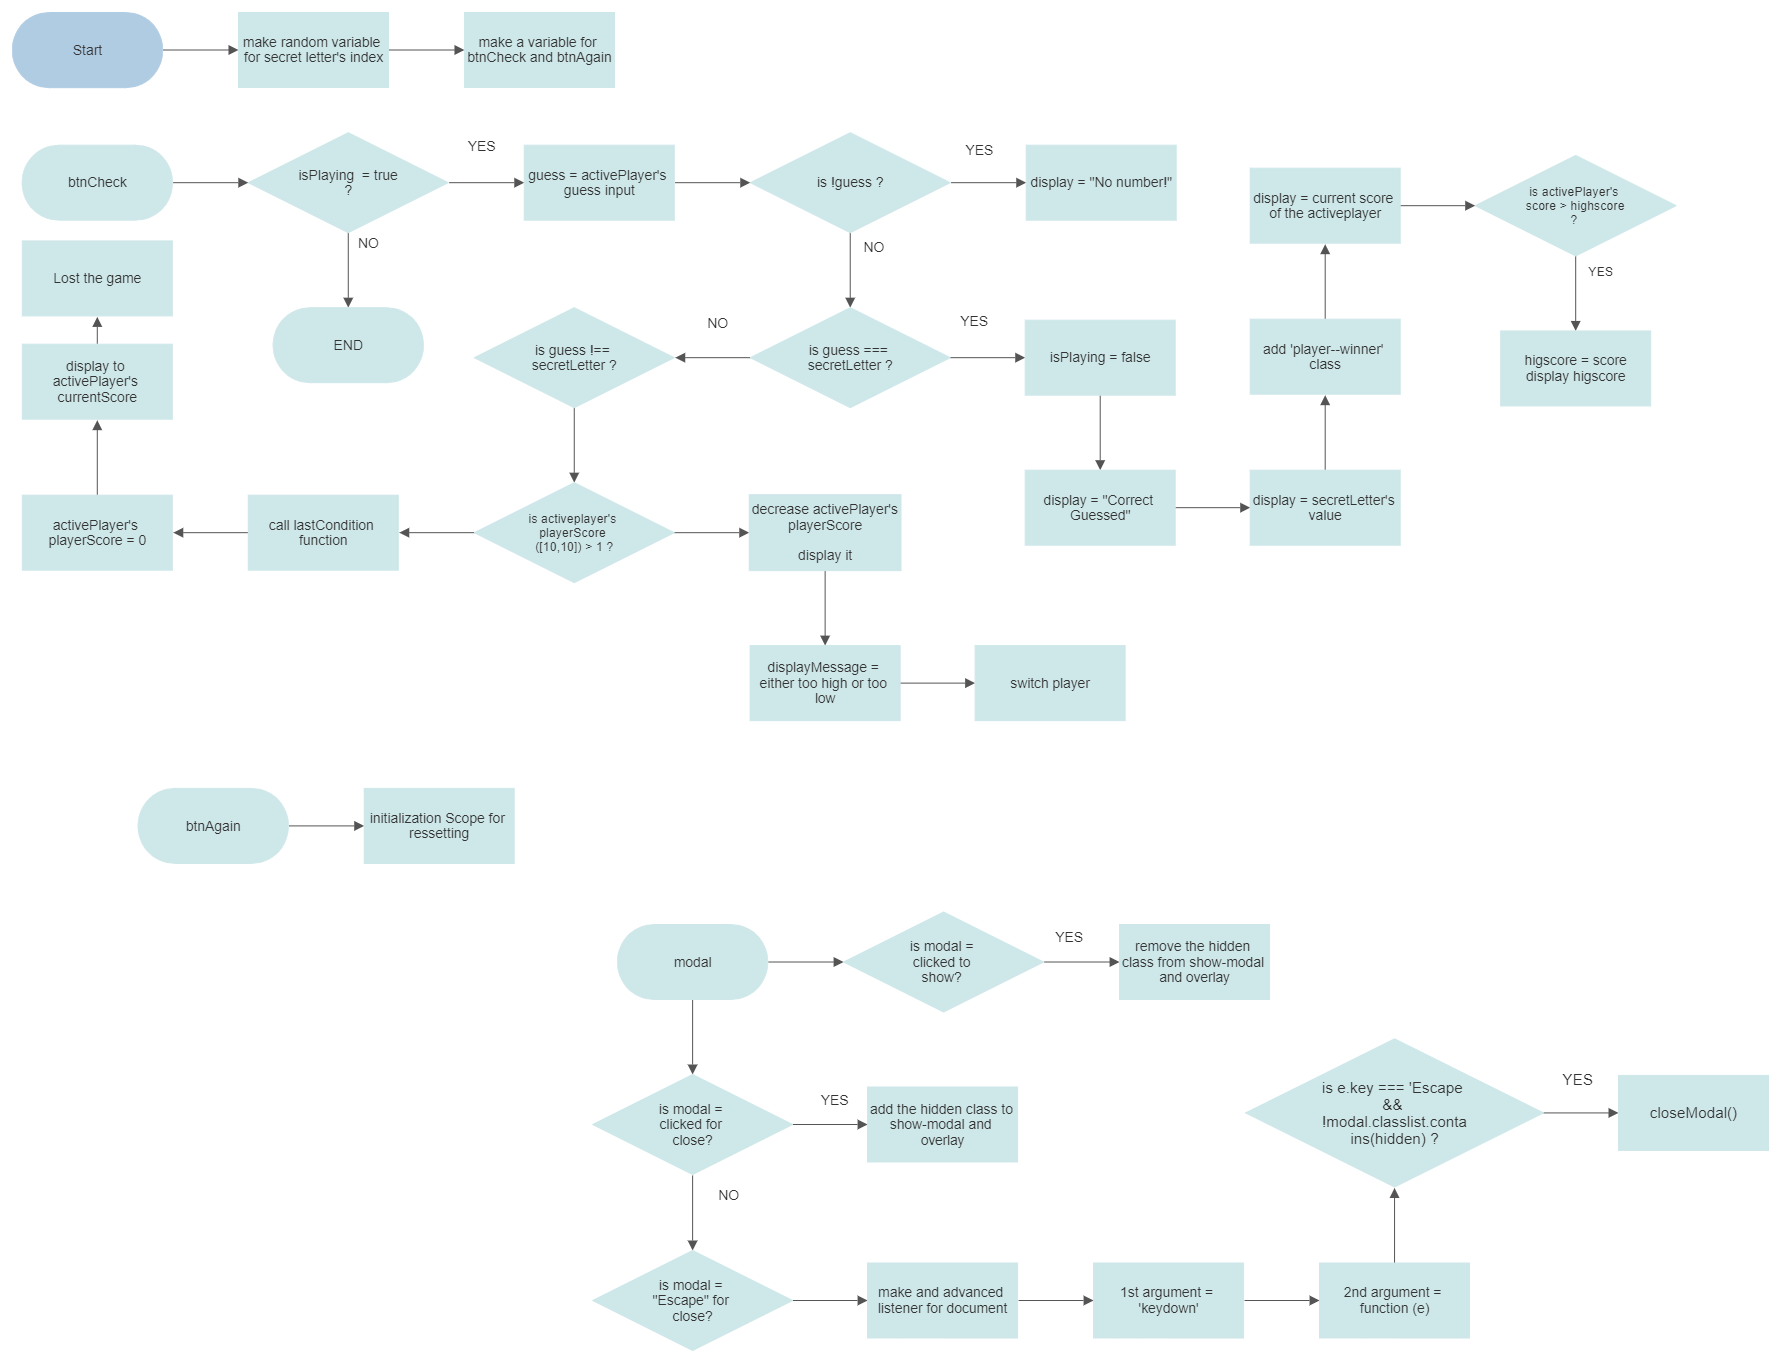 Start
make random variable
for secret letter's index
make a variable for
btnCheck and btnAgain
btnCheck
isPlaying = true
?
YES
NO
END
guess = activePlayer's
guess input
is !guess ?
YES
display = "No number!"
NO
is guess ===
secretLetter ?
YES
isPlaying = false
display = "Correct
Guessed"
display = secretLetter's
value
add 'player--winner'
class
display = current score
of the activeplayer
is activePlayer's
score > highscore
?
YES
higscore = score
display higscore
NO
is guess !==
secretLetter ?
is activeplayer's
playerScore
([10,10]) > 1 ?
decrease activePlayer's
playerScore
display it
displayMessage =
either too high or too
low
switch player
call lastCondition
function
activePlayer's
playerScore = 0
display to
activePlayer's
currentScore
Lost the game
btnAgain
initialization Scope for
ressetting
modal
is modal =
clicked to
show?
YES
remove the hidden
class from show-modal
and overlay
is modal =
clicked for
close?
YES
add the hidden class to
show-modal and
overlay
NO
is modal =
"Escape" for
close?
make and advanced
listener for document
1st argument =
'keydown'
2nd argument =
function (e)
is e.key === 'Escape
&&
!modal.classlist.conta
ins(hidden) ?
YES
closeModal()